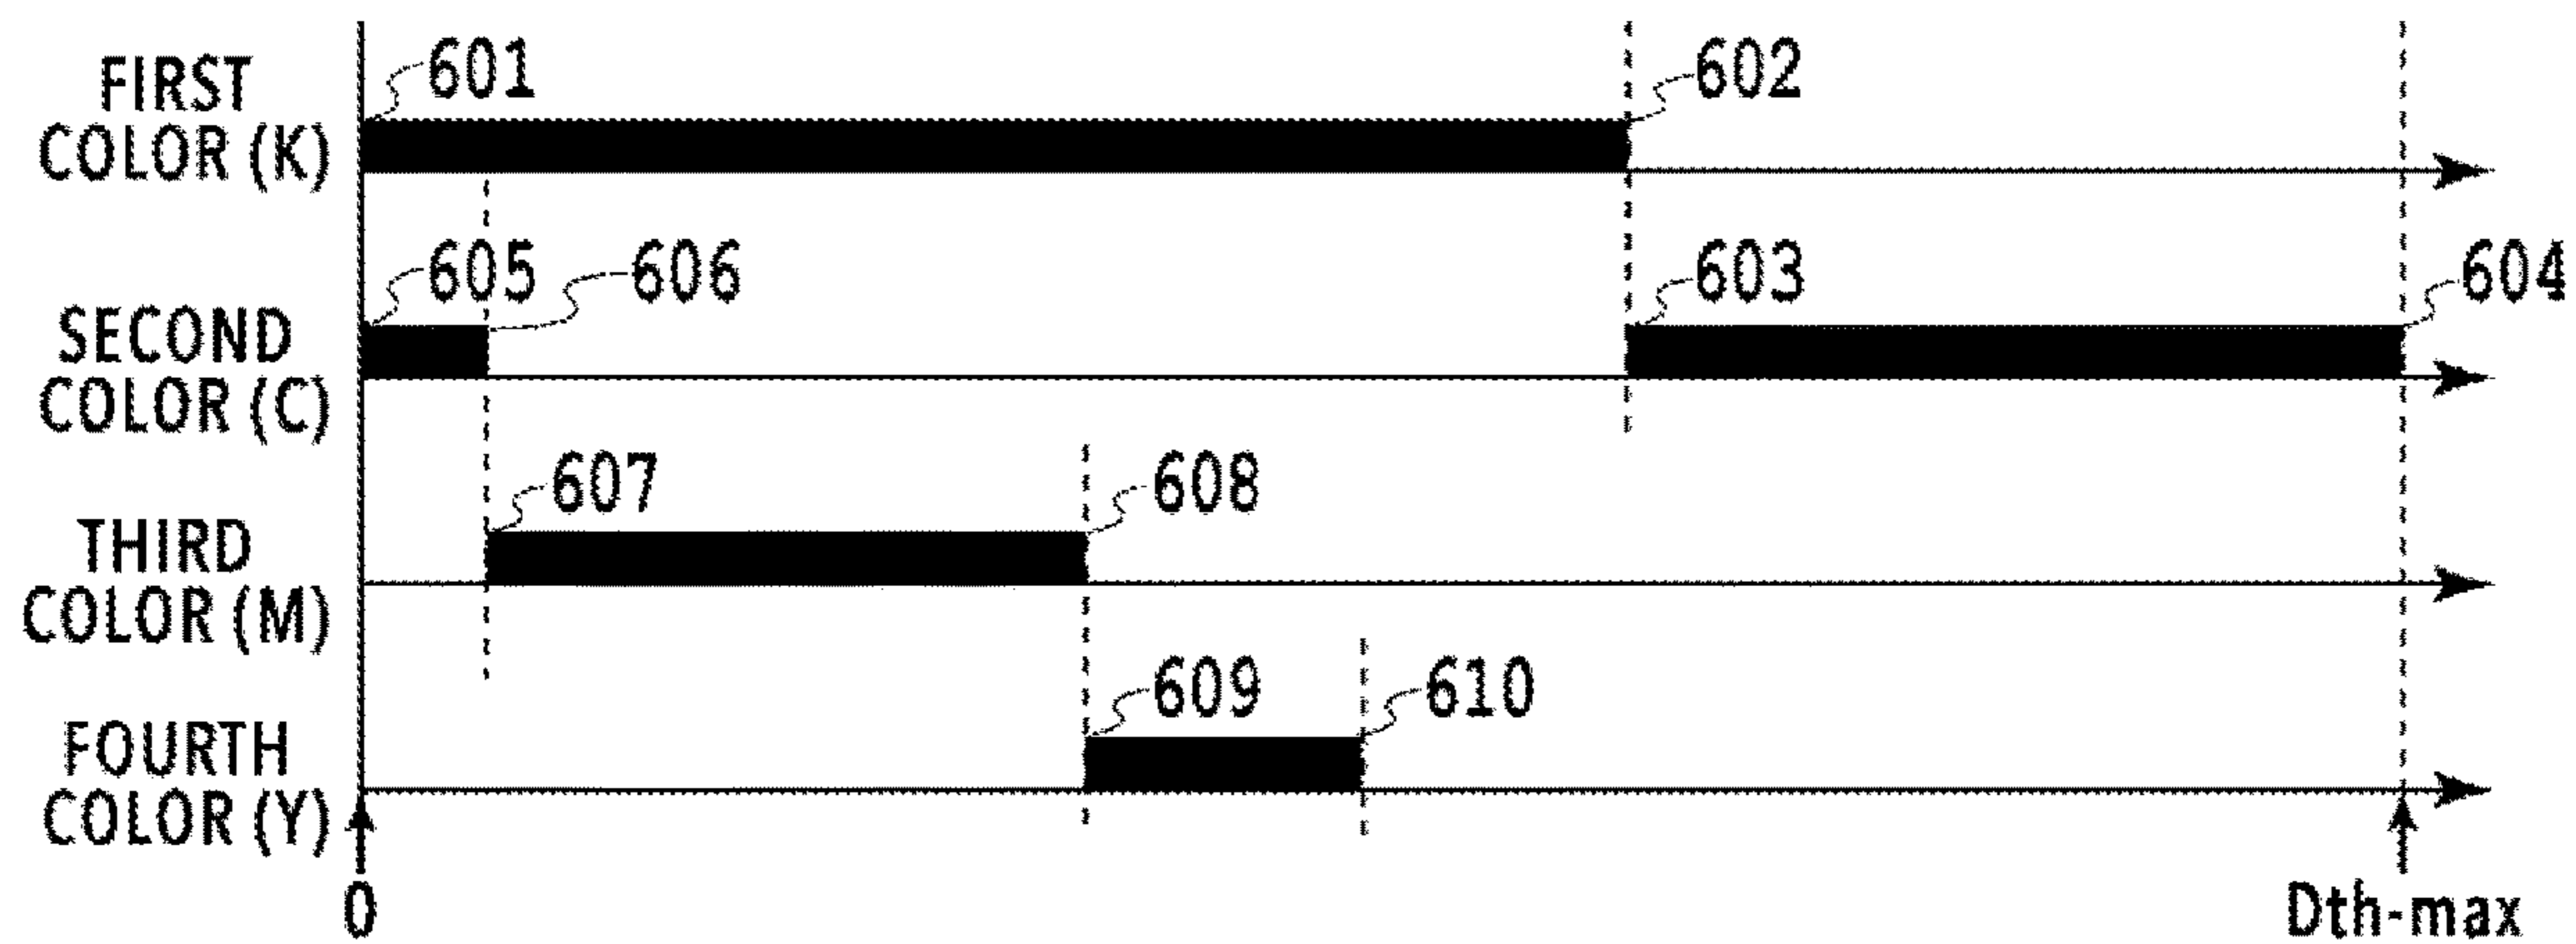 FIRST
COLOR (K)
601
602
SECOND
COLOR (C)
605
606
603
604
THIRD
COLOR (M)
607
608
FOURTH
COLOR (Y)
609
610
0
Dth-max